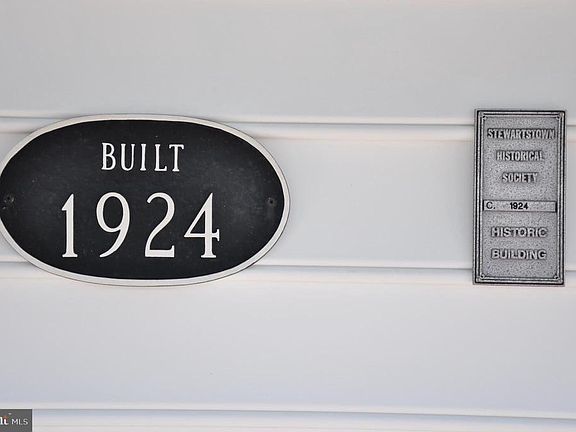 BUILT
1924
STEWARTSTOWN
HISTORICAL
SOCIETY
C. 1924
HISTORIC
BUILDING
MLS